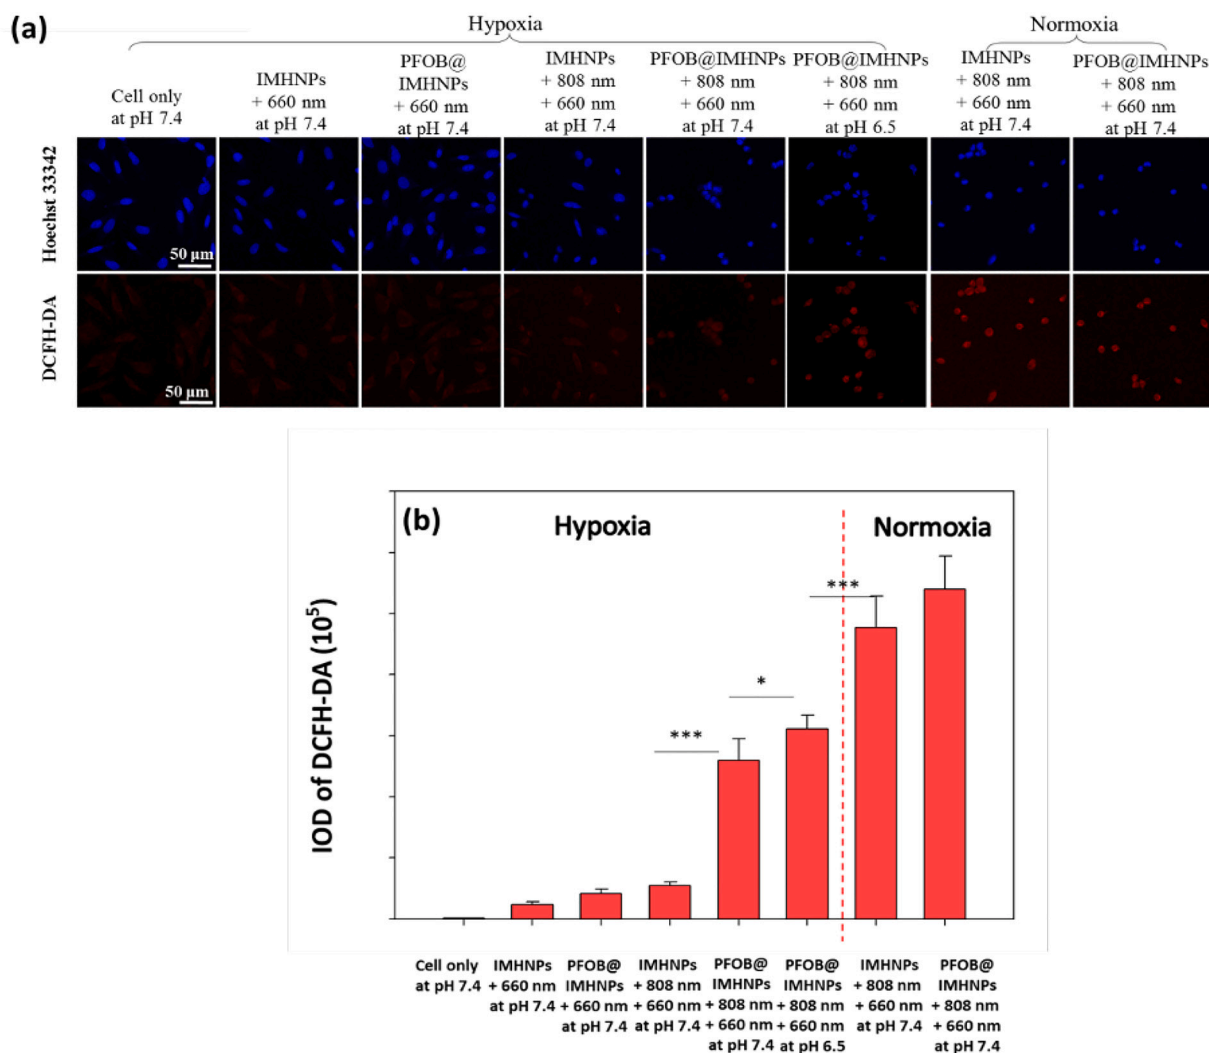 (a)
Hypoxia
Normoxia
Cell only
at pH 7.4
IMHNPs
+ 660 nm
at pH 7.4
PFOB@
IMHNPs
+ 660 nm
at pH 7.4
IMHNPs
+ 808 nm
+ 660 nm
at pH 7.4
PFOB@IMHNPs
+ 808 nm
+ 660 nm
at pH 7.4
PFOB@IMHNPs
+ 808 nm
+ 660 nm
at pH 6.5
IMHNPs
+ 808 nm
+ 660 nm
at pH 7.4
PFOB@IMHNPs
+ 808 nm
+ 660 nm
at pH 7.4
Hoechst 33342
50 µm
DCFH-DA
50 µm
(b)
Hypoxia
Normoxia
IOD of DCFH-DA (10⁵)
***
*
***
Cell only
at pH 7.4
IMHNPs
+ 660 nm
at pH 7.4
PFOB@
IMHNPs
+ 660 nm
at pH 7.4
IMHNPs
+ 808 nm
+ 660 nm
at pH 7.4
PFOB@
IMHNPs
+ 808 nm
+ 660 nm
at pH 7.4
PFOB@
IMHNPs
+ 808 nm
+ 660 nm
at pH 6.5
IMHNPs
+ 808 nm
+ 660 nm
at pH 7.4
PFOB@
IMHNPs
+ 808 nm
+ 660 nm
at pH 7.4